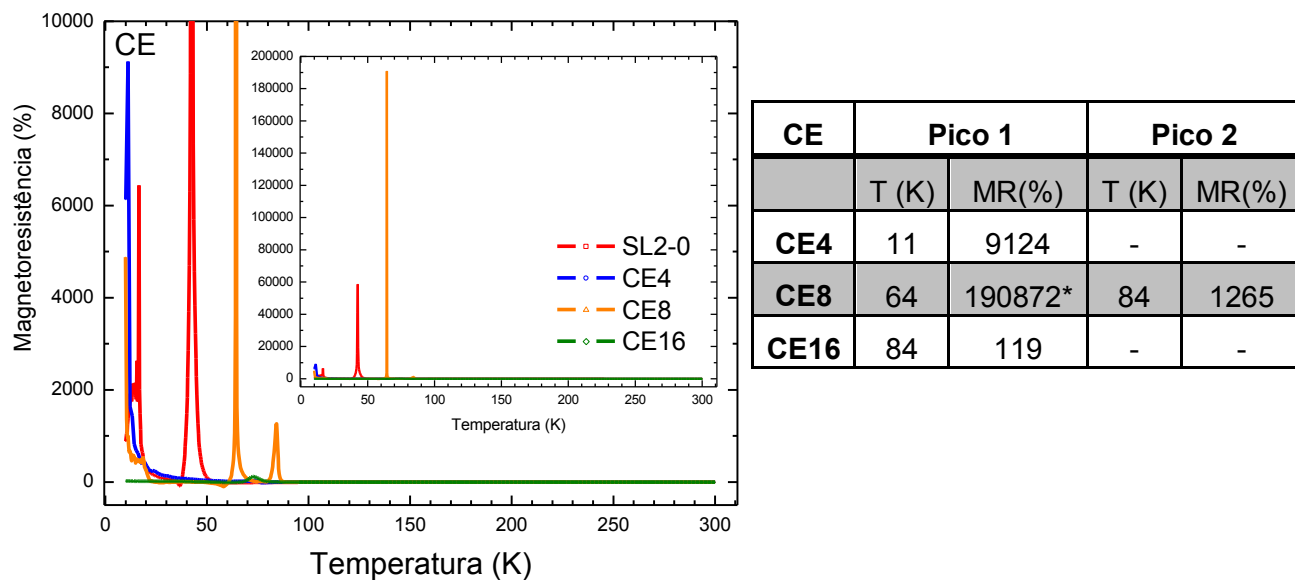 CE
Magnetoresistência (%)
10000
8000
6000
4000
2000
0
0 50 100 150 200 250 300
Temperatura (K)
200000
180000
160000
140000
120000
100000
80000
60000
40000
20000
0
0 50 100 150 200 250 300
Temperatura (K)
SL2-0
CE4
CE8
CE16
CE Pico 1 Pico 2
T (K) MR(%) T (K) MR(%)
CE4 11 9124 - -
CE8 64 190872* 84 1265
CE16 84 119 - -